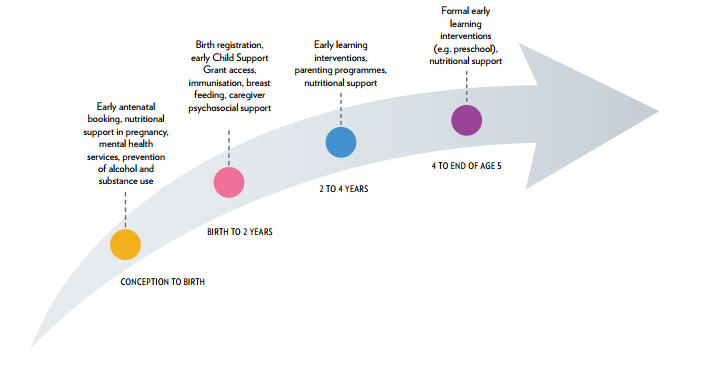 Early antenatal
booking, nutritional
support in pregnancy,
mental health
services, prevention
of alcohol and
substance use
CONCEPTION TO BIRTH
Birth registration,
early Child Support
Grant access,
immunisation, breast
feeding, caregiver
psychosocial support
BIRTH TO 2 YEARS
Early learning
interventions,
parenting programmes,
nutritional support
2 TO 4 YEARS
Formal early
learning
interventions
(e.g. preschool),
nutritional support
4 TO END OF AGE 5